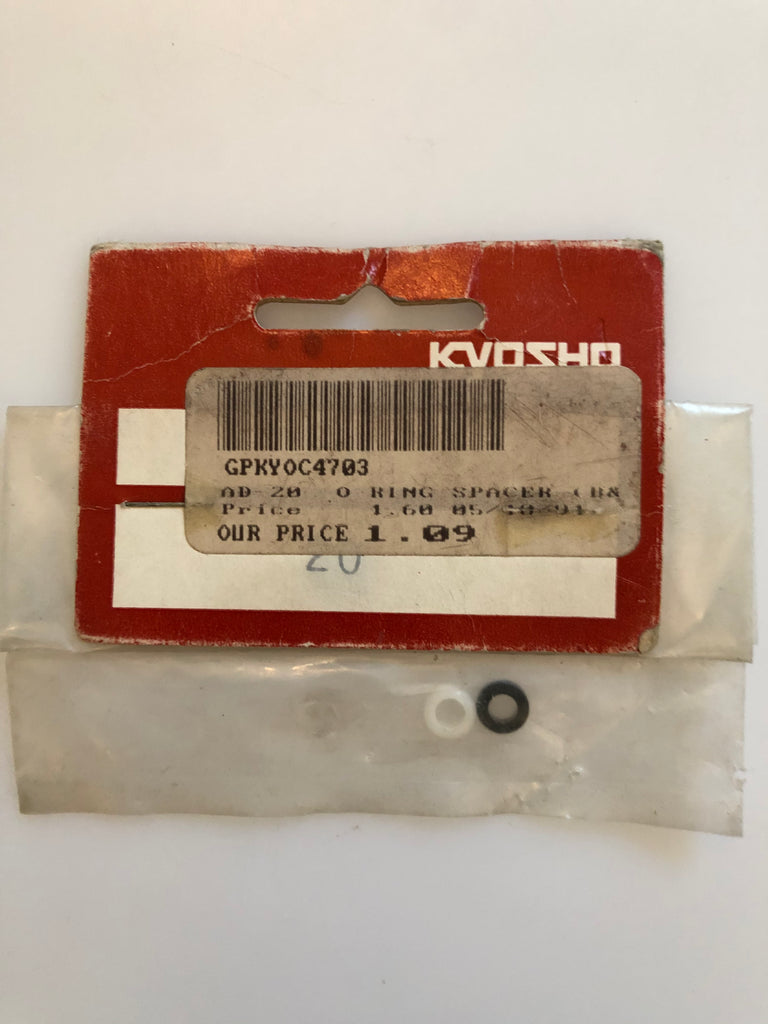 KYOSHO
GPKYOC4703
AD-20 O RING SPACER (R&
Price 1.60
OUR PRICE 1.09
20